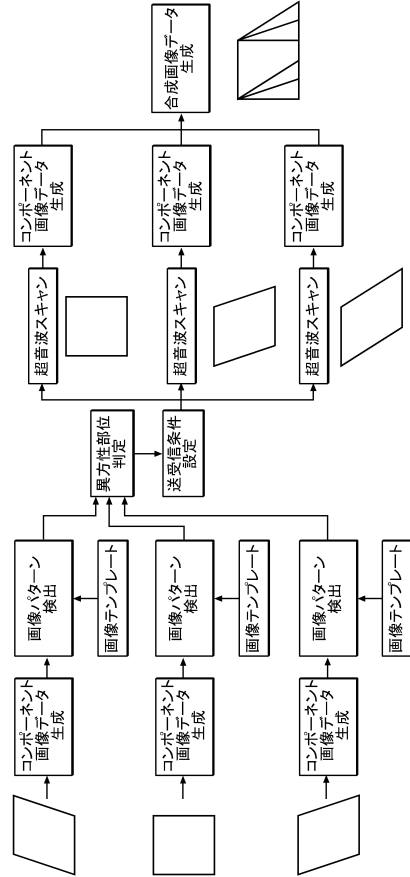 コンポーネント
画像データ
生成
画像パターン
検出
画像テンプレート
コンポーネント
画像データ
生成
画像パターン
検出
画像テンプレート
コンポーネント
画像データ
生成
画像パターン
検出
画像テンプレート
異方性部位
判定
送受信条件
設定
超音波スキャン
コンポーネント
画像データ
生成
超音波スキャン
コンポーネント
画像データ
生成
超音波スキャン
コンポーネント
画像データ
生成
合成画像データ
生成